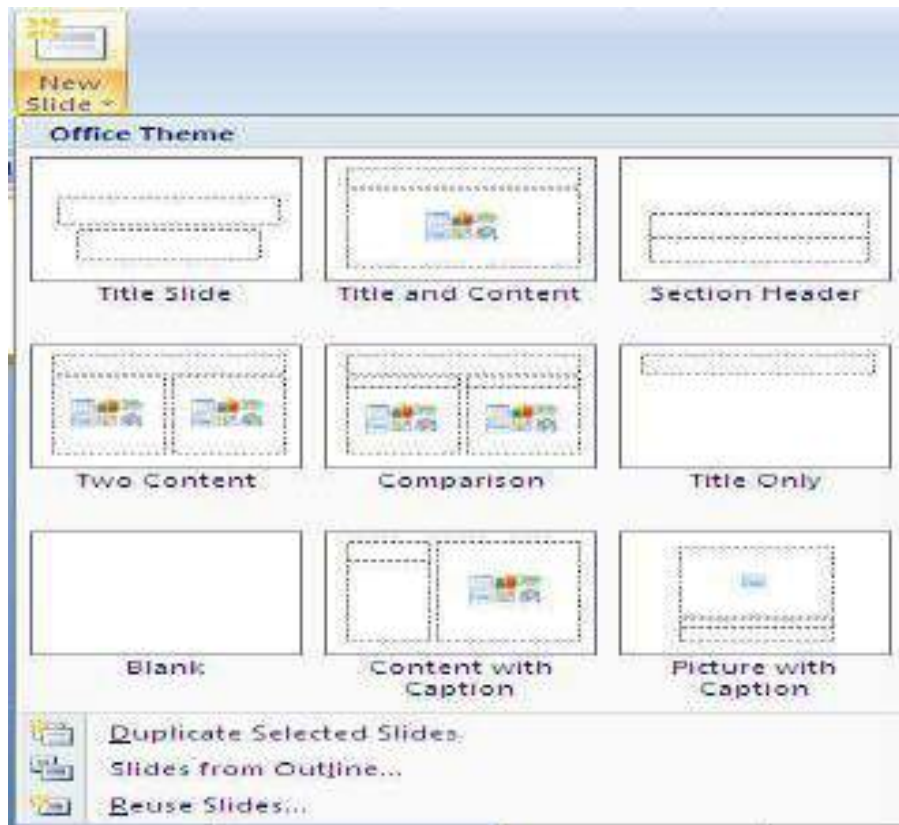 New
Slide
Office Theme
Title Slide
Title and Content
Section Header
Two Content
Comparison
Title Only
Blank
Content with
Caption
Picture with
Caption
Duplicate Selected Slides
Slides from Outline...
Reuse Slides...